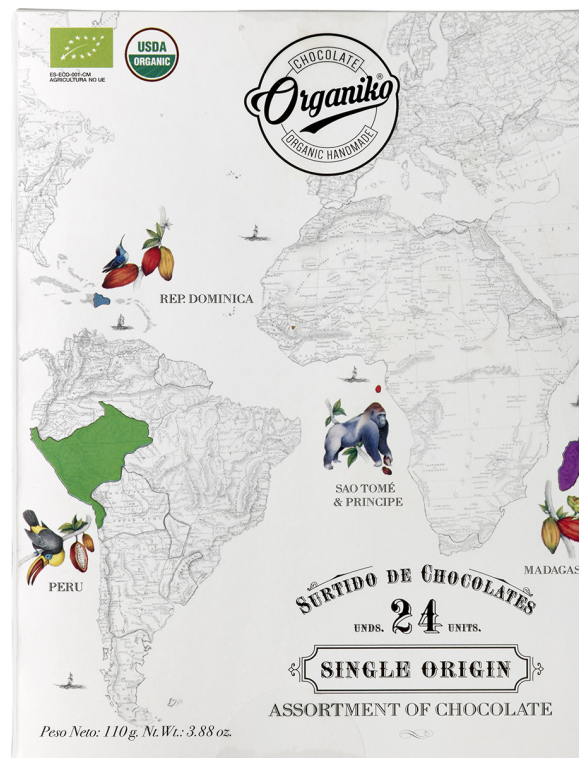 USDA
ORGANIC
ES-ECO-001-CM
AGRICULTURA NO UE
CHOCOLATE
Organiko®
ORGANIC HANDMADE
REP. DOMINICA
SAO TOMÉ
& PRINCIPE
MADAGAS
PERU
SURTIDO DE CHOCOLATES
UNDS. 24 UNITS.
SINGLE ORIGIN
ASSORTMENT OF CHOCOLATE
Peso Neto: 110 g. Nt.Wt.: 3.88 oz.